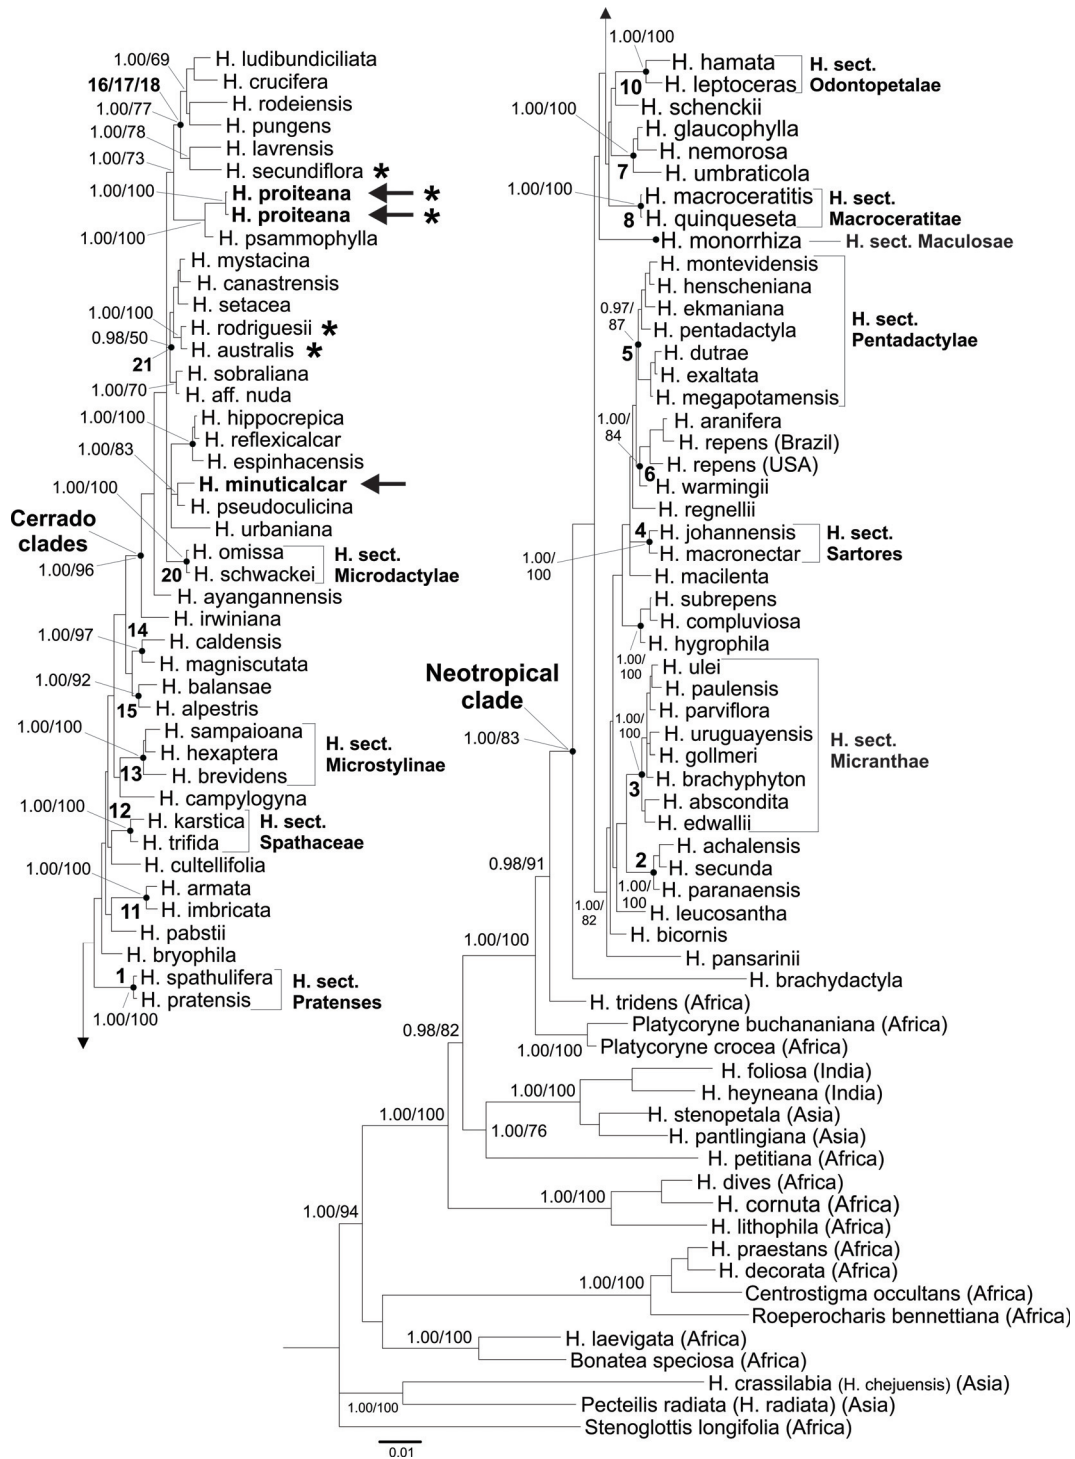 1.00/69
H. ludibundiciliata
16/17/18
H. crucifera
H. rodeiensis
1.00/77
H. pungens
1.00/78
H. lavrensis
1.00/73
H. secundiflora *
1.00/100
H. proiteana *
H. proiteana *
1.00/100
H. psammophylla
H. mystacina
H. canastrensis
H. setacea
1.00/100
H. rodriguesii *
0.98/50
H. australis *
21
H. sobraliana
1.00/70
H. aff. nuda
1.00/100
H. hippocrepica
H. reflexicalcar
1.00/83
H. espinhacensis
H. minuticalcar
1.00/100
H. pseudoculicina
Cerrado
clades
H. urbaniana
1.00/96
H. omissa
H. sect.
Microdactylae
20
H. schwackei
H. ayangannensis
H. irwiniana
14
1.00/97
H. caldensis
H. magniscutata
1.00/92
H. balansae
15
H. alpestris
1.00/100
H. sampaioana
H. hexaptera
H. sect.
Microstylinae
13
H. brevidens
H. campylogyna
1.00/100
12
H. karstica
H. sect.
Spathaceae
H. trifida
H. cultellifolia
1.00/100
H. armata
11
H. imbricata
H. pabstii
H. bryophila
1
H. spathulifera
H. sect.
Pratenses
H. pratensis
1.00/100
1.00/100
H. hamata
H. sect.
Odontopetalae
10
H. leptoceras
H. schenckii
1.00/100
H. glaucophylla
H. nemorosa
7
H. umbraticola
1.00/100
H. macroceratitis
H. sect.
Macroceratitae
8
H. quinqueseta
H. monorrhiza
H. sect. Maculosae
H. montevidensis
H. henscheniana
0.97/
87
H. ekmaniana
H. pentadactyla
H. sect.
Pentadactylae
5
H. dutrae
H. exaltata
H. megapotamensis
1.00/
84
H. aranifera
H. repens (Brazil)
6
H. repens (USA)
H. warmingii
H. regnellii
4
H. johannensis
H. sect.
Sartores
H. macronectar
1.00/
100
H. macilenta
H. subrepens
H. compluviosa
H. hygrophila
1.00/
100
H. ulei
Neotropical
clade
H. paulensis
H. parviflora
1.00/
100
H. uruguayensis
1.00/83
H. gollmeri
H. sect.
Micranthae
3
H. brachyphyton
H. abscondita
H. edwallii
2
H. achalensis
H. secunda
1.00/
100
H. paranaensis
0.98/91
1.00/
82
H. leucosantha
H. bicornis
1.00/100
H. pansarinii
H. brachydactyla
H. tridens (Africa)
0.98/82
Platycoryne buchananiana (Africa)
1.00/100
Platycoryne crocea (Africa)
H. foliosa (India)
1.00/100
H. heyneana (India)
1.00/100
H. stenopetala (Asia)
1.00/76
H. pantlingiana (Asia)
H. petitiana (Africa)
H. dives (Africa)
1.00/100
H. cornuta (Africa)
1.00/94
H. lithophila (Africa)
H. praestans (Africa)
H. decorata (Africa)
1.00/100
Centrostigma occultans (Africa)
Roeperocharis bennettiana (Africa)
1.00/100
H. laevigata (Africa)
Bonatea speciosa (Africa)
H. crassilabia (H. chejuensis) (Asia)
1.00/100
Pecteilis radiata (H. radiata) (Asia)
Stenoglottis longifolia (Africa)
0.01